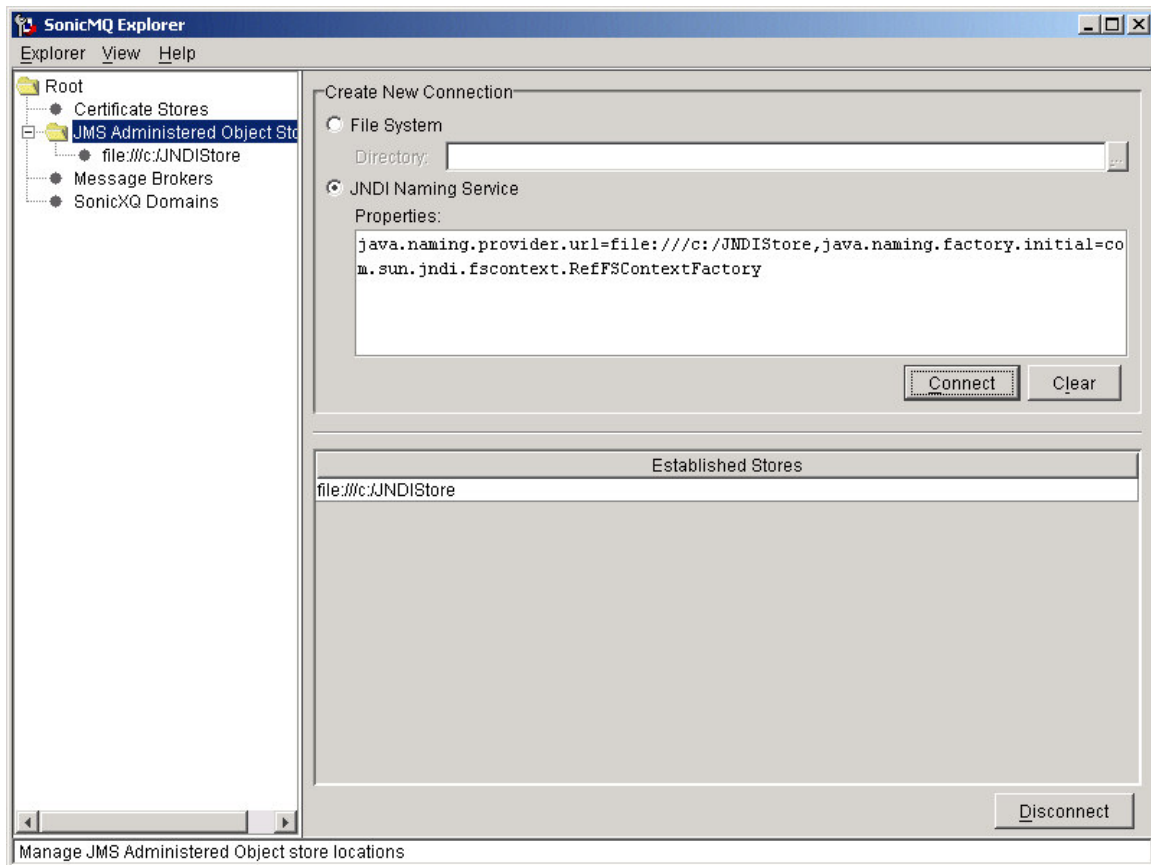 SonicMQ Explorer
Explorer View Help
Root
Certificate Stores
JMS Administered Object Sto
file:///c:/JNDIStore
Message Brokers
SonicXQ Domains
Create New Connection
File System
Directory:
...
JNDI Naming Service
Properties:
java.naming.provider.url=file:///c:/JNDIStore,java.naming.factory.initial=co
m.sun.jndi.fscontext.RefFSContextFactory
Connect Clear
Established Stores
file:///c:/JNDIStore
Disconnect
Manage JMS Administered Object store locations